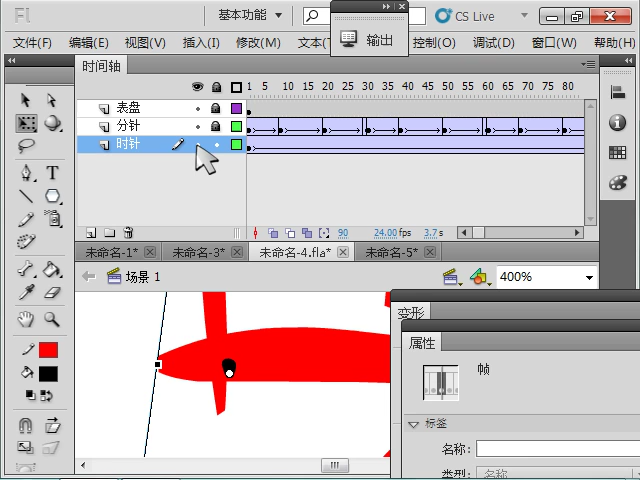 Fl
基本功能
CS Live
文件(F) 编辑(E) 视图(V) 插入(I) 修改(M) 文本(T) 控制(O) 调试(D) 窗口(W) 帮助(H)
输出
时间轴
1 5 10 15 20 25 30 35 40 45 50 55 60 65 70 75 80
表盘
分针
时针
90 24.00 fps 3.7 s
未命名-1* 未命名-3* 未命名-4.fla* 未命名-5*
场景 1
400%
变形
属性
帧
标签
名称:
类型: 名称